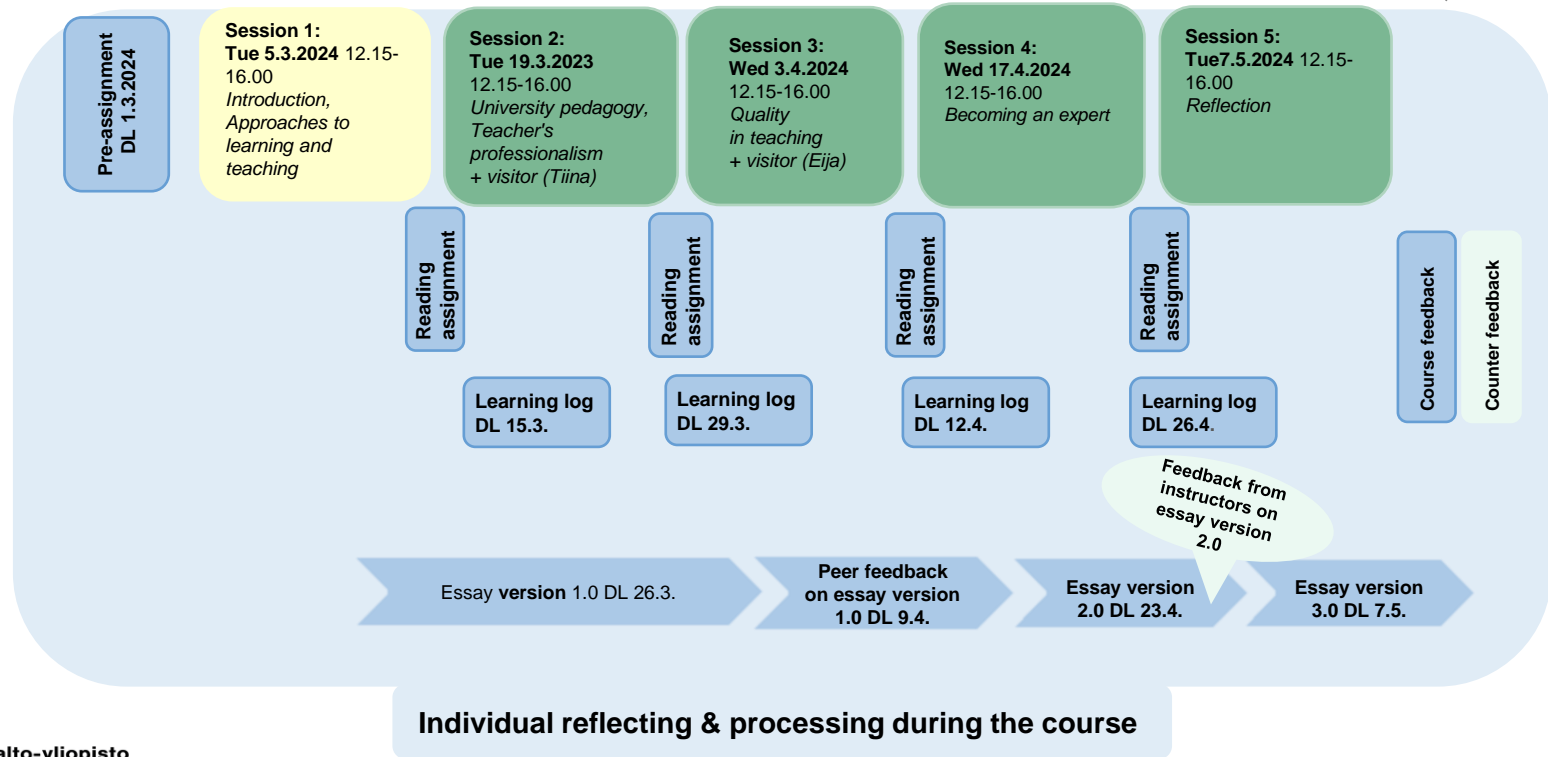 Pre-assignment
DL 1.3.2024
Session 1:
Tue 5.3.2024 12.15-
16.00
Introduction,
Approaches to
learning and
teaching
Session 2:
Tue 19.3.2023
12.15-16.00
University pedagogy,
Teacher's
professionalism
+ visitor (Tiina)
Session 3:
Wed 3.4.2024
12.15-16.00
Quality
in teaching
+ visitor (Eija)
Session 4:
Wed 17.4.2024
12.15-16.00
Becoming an expert
Session 5:
Tue7.5.2024 12.15-
16.00
Reflection
Reading
assignment
Reading
assignment
Reading
assignment
Reading
assignment
Course feedback
Counter feedback
Learning log
DL 15.3.
Learning log
DL 29.3.
Learning log
DL 12.4.
Learning log
DL 26.4.
Feedback from
instructors on
essay version
2.0
Essay version 1.0 DL 26.3.
Peer feedback
on essay version
1.0 DL 9.4.
Essay version
2.0 DL 23.4.
Essay version
3.0 DL 7.5.
Individual reflecting & processing during the course
alto-yliopisto